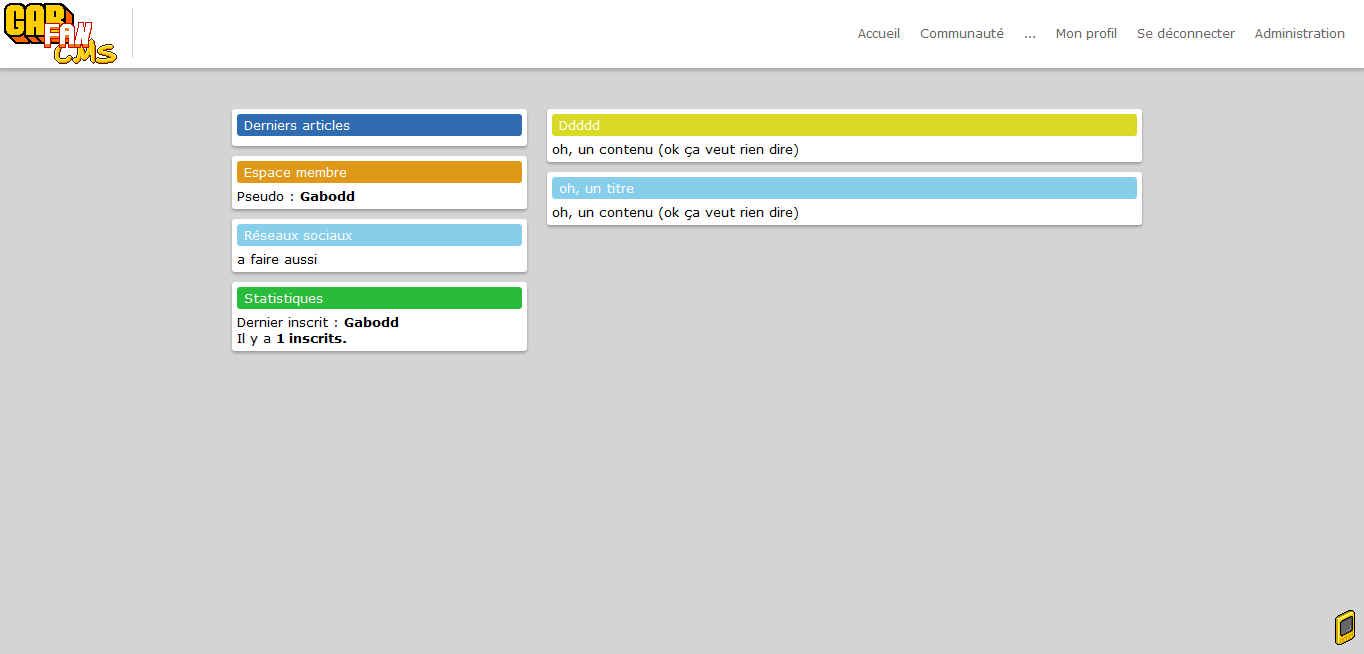 GAB
FAN
CMS
Accueil Communauté ... Mon profil Se déconnecter Administration
Derniers articles
Espace membre
Pseudo : Gabodd
Réseaux sociaux
a faire aussi
Statistiques
Dernier inscrit : Gabodd
Il y a 1 inscrits.
Ddddd
oh, un contenu (ok ça veut rien dire)
oh, un titre
oh, un contenu (ok ça veut rien dire)